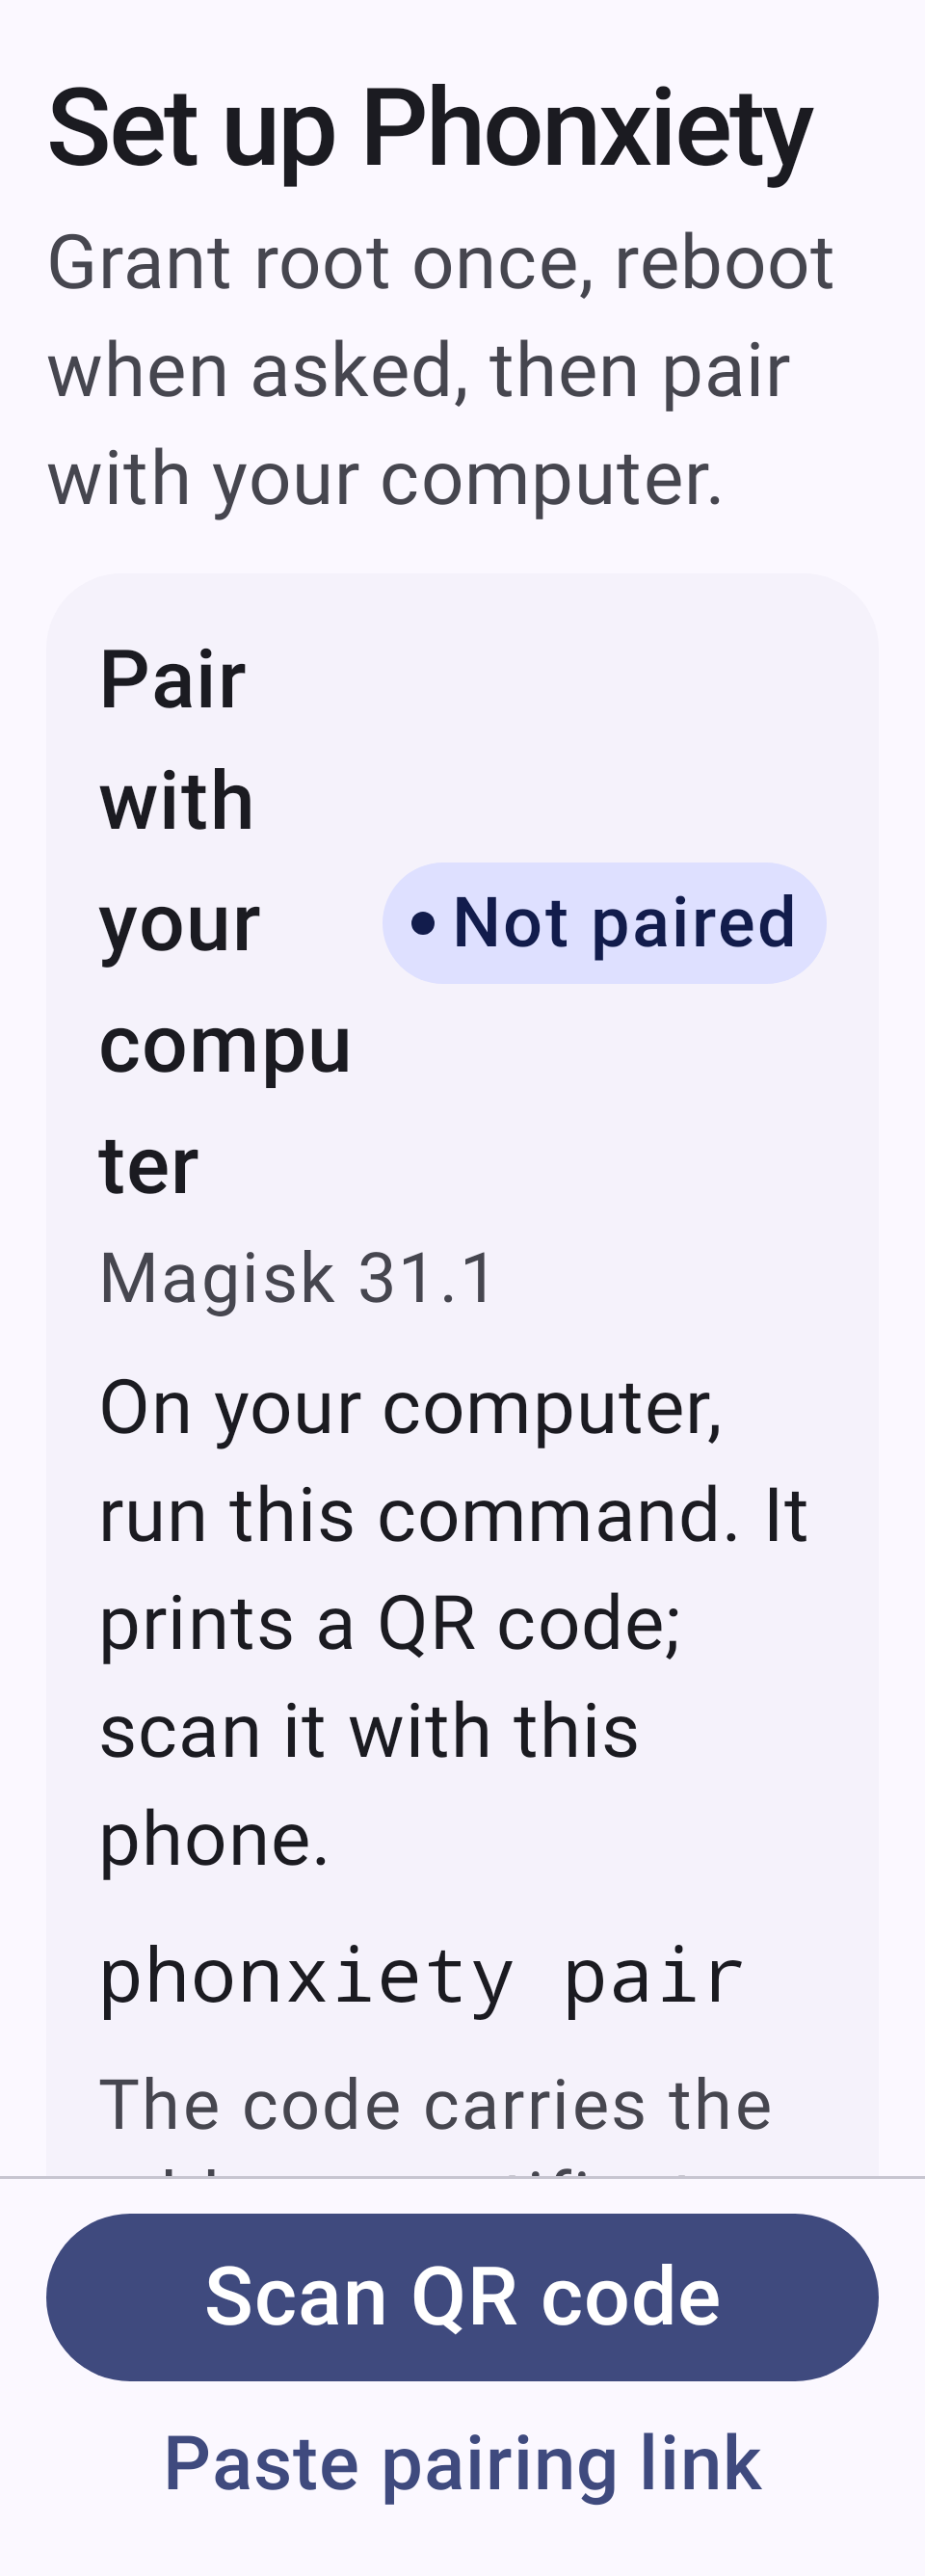 Set up Phonxiety
Grant root once, reboot
when asked, then pair
with your computer.
Pair
with
your
compu
ter
Not paired
Magisk 31.1
On your computer,
run this command. It
prints a QR code;
scan it with this
phone.
phonxiety pair
The code carries the
Scan QR code
Paste pairing link